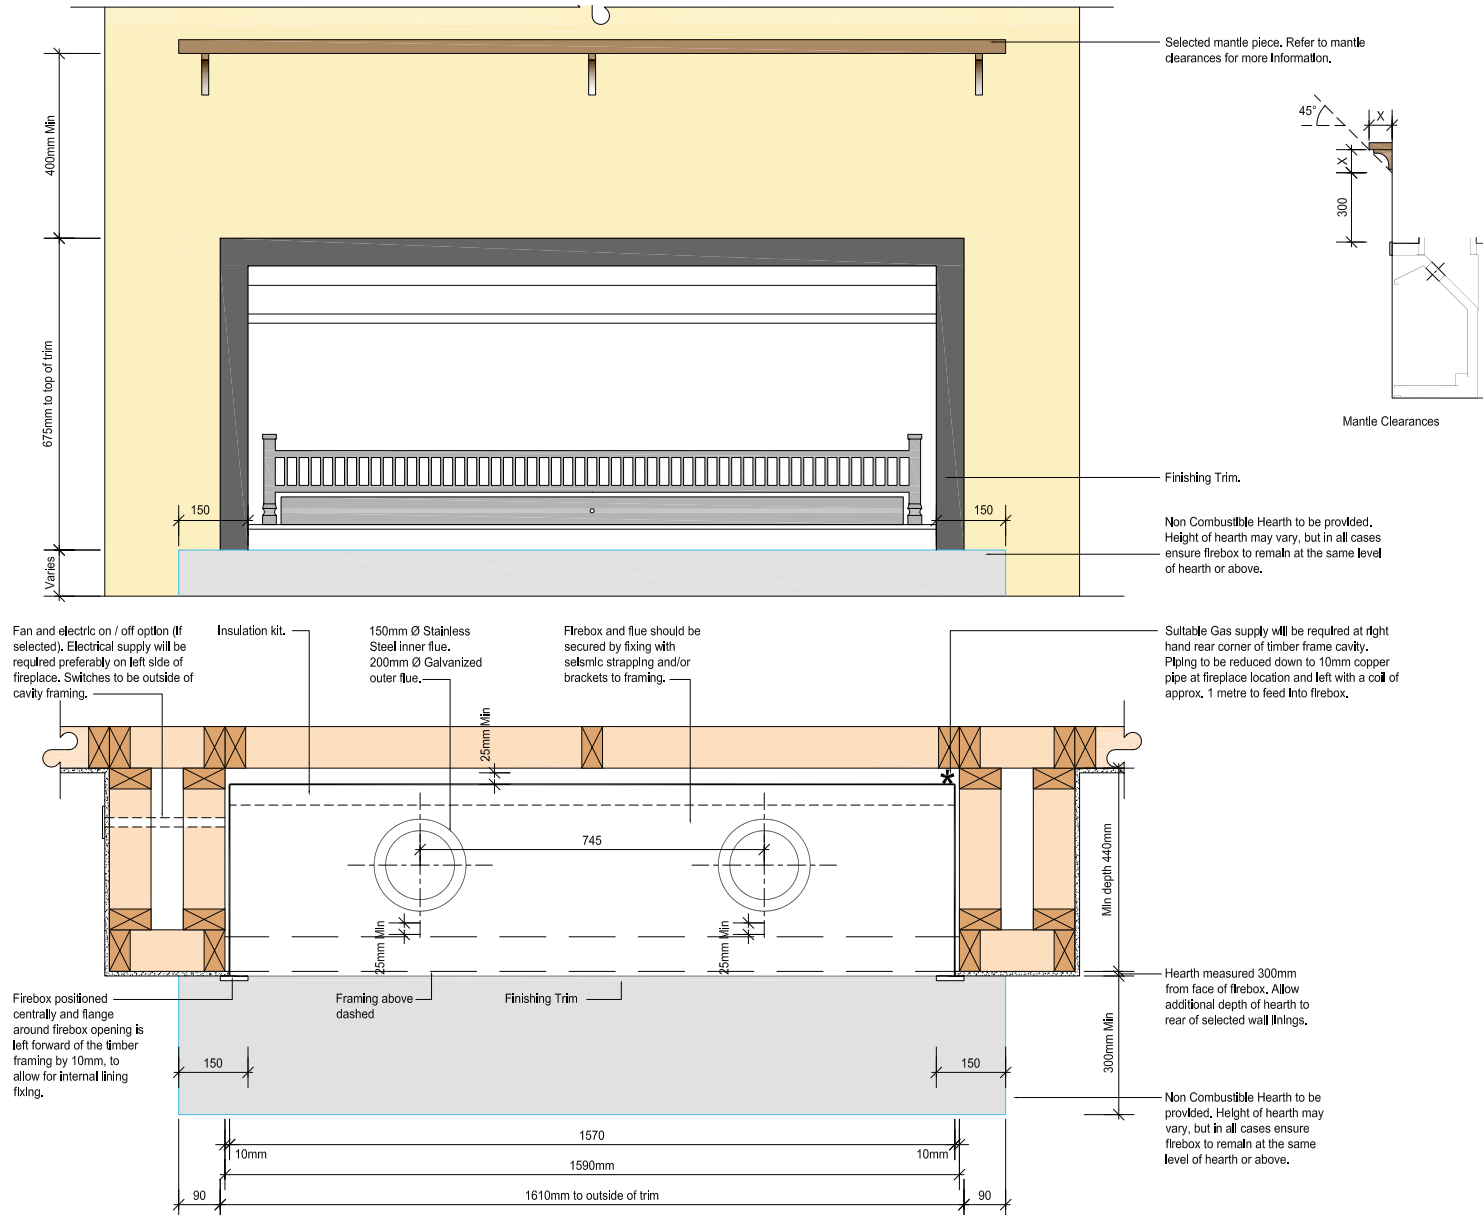 Selected mantle piece. Refer to mantle
clearances for more information.
45°
X
X
300
Mantle Clearances
400mm Min
675mm to top of trim
Varies
150
150
Finishing Trim.
Non Combustible Hearth to be provided.
Height of hearth may vary, but in all cases
ensure firebox to remain at the same level
of hearth or above.
Fan and electric on / off option (if
selected). Electrical supply will be
required preferably on left side of
fireplace. Switches to be outside of
cavity framing.
Insulation kit.
150mm Ø Stainless
Steel inner flue.
200mm Ø Galvanized
outer flue.
Firebox and flue should be
secured by fixing with
seismic strapping and/or
brackets to framing.
Suitable Gas supply will be required at right
hand rear corner of timber frame cavity.
Piping to be reduced down to 10mm copper
pipe at fireplace location and left with a coil of
approx. 1 metre to feed into firebox.
25mm Min
*
745
25mm Min
25mm Min
Min depth 440mm
Firebox positioned
centrally and flange
around firebox opening is
left forward of the timber
framing by 10mm, to
allow for internal lining
fixing.
Framing above
dashed
Finishing Trim
Hearth measured 300mm
from face of firebox. Allow
additional depth of hearth to
rear of selected wall linings.
300mm Min
150
150
Non Combustible Hearth to be
provided. Height of hearth may
vary, but in all cases ensure
firebox to remain at the same
level of hearth or above.
1570
10mm
10mm
1590mm
90
1610mm to outside of trim
90